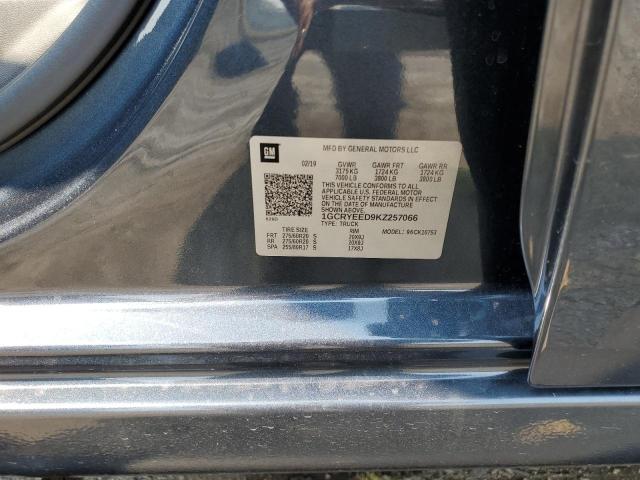 GM
MFD BY GENERAL MOTORS LLC
02/19 GVWR GAWR FRT GAWR RR
3175 KG 1724 KG 1724 KG
7000 LB 3800 LB 3800 LB
THIS VEHICLE CONFORMS TO ALL
APPLICABLE U.S. FEDERAL MOTOR
VEHICLE SAFETY STANDARDS IN EFFECT
ON THE DATE OF MANUFACTURE
SHOWN ABOVE.
1GCRYEED9KZ257066
TYPE: TRUCK
TIRE SIZE RIM MODEL:
FRT 275/60R20 S 20X9J
RR 275/60R20 S 20X9J
SPA 255/80R17 S 17X8J